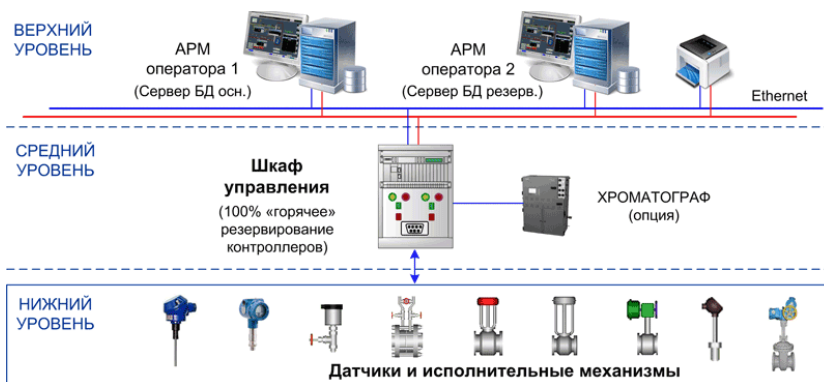 ВЕРХНИЙ
УРОВЕНЬ
АРМ
оператора 1
(Сервер БД осн.)
АРМ
оператора 2
(Сервер БД резерв.)
Ethernet
СРЕДНИЙ
УРОВЕНЬ
Шкаф
управления
(100% «горячее»
резервирование
контроллеров)
ХРОМАТОГРАФ
(опция)
НИЖНИЙ
УРОВЕНЬ
Датчики и исполнительные механизмы